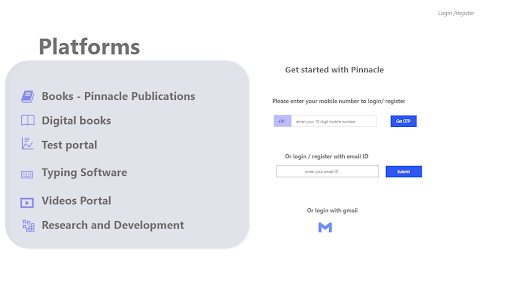 Login /register
Platforms
Books - Pinnacle Publications
Digital books
Test portal
Typing Software
Videos Portal
Research and Development
Get started with Pinnacle
Please enter your mobile number to login/ register
+91 enter your 10 digit mobile number Get OTP
Or login / register with email ID
enter your email ID Submit
Or login with gmail